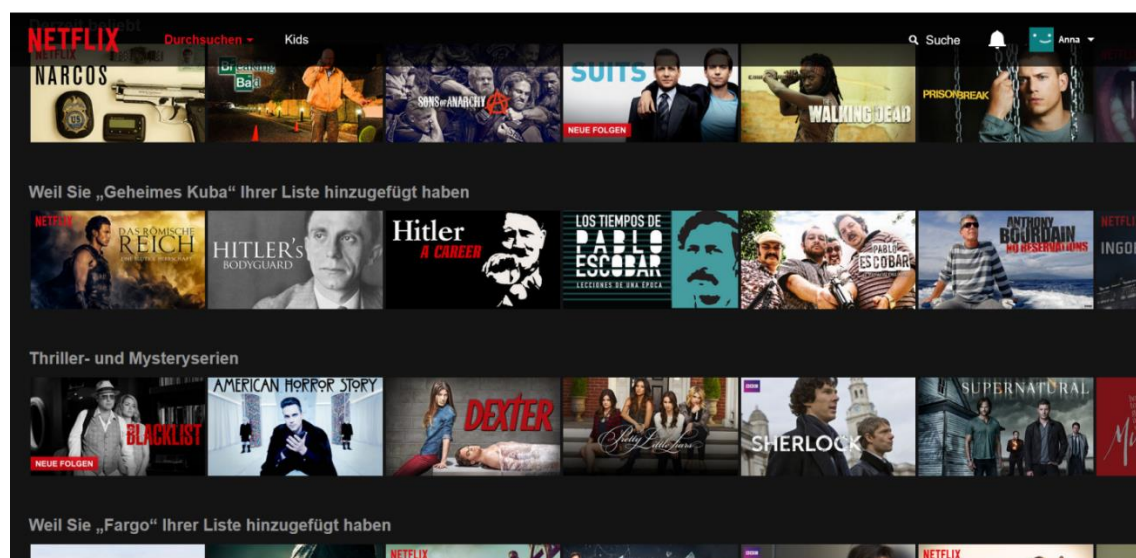 Derzeit beliebt
NETFLIX Durchsuchen Kids Suche Anna
NETFLIX
NARCOS
Breaking
Bad
SONS OF ANARCHY
SUITS
NEUE FOLGEN
WALKING DEAD
PRISON BREAK
Weil Sie „Geheimes Kuba“ Ihrer Liste hinzugefügt haben
NETFLIX
DAS RÖMISCHE
REICH
HITLER'S
BODYGUARD
Hitler
A CAREER
LOS TIEMPOS DE
PABLO
ESCOBAR
LECCIONES DE UNA ÉPOCA
PABLO
ESCOBAR
ANTHONY
BOURDAIN
NO RESERVATIONS
NETFLIX
Thriller- und Mysteryserien
BLACKLIST
NEUE FOLGEN
AMERICAN HORROR STORY
DEXTER
Pretty Little Liars
BBC
SHERLOCK
SUPERNATURAL
Weil Sie „Fargo“ Ihrer Liste hinzugefügt haben
NETFLIX
BBC
NETFLIX